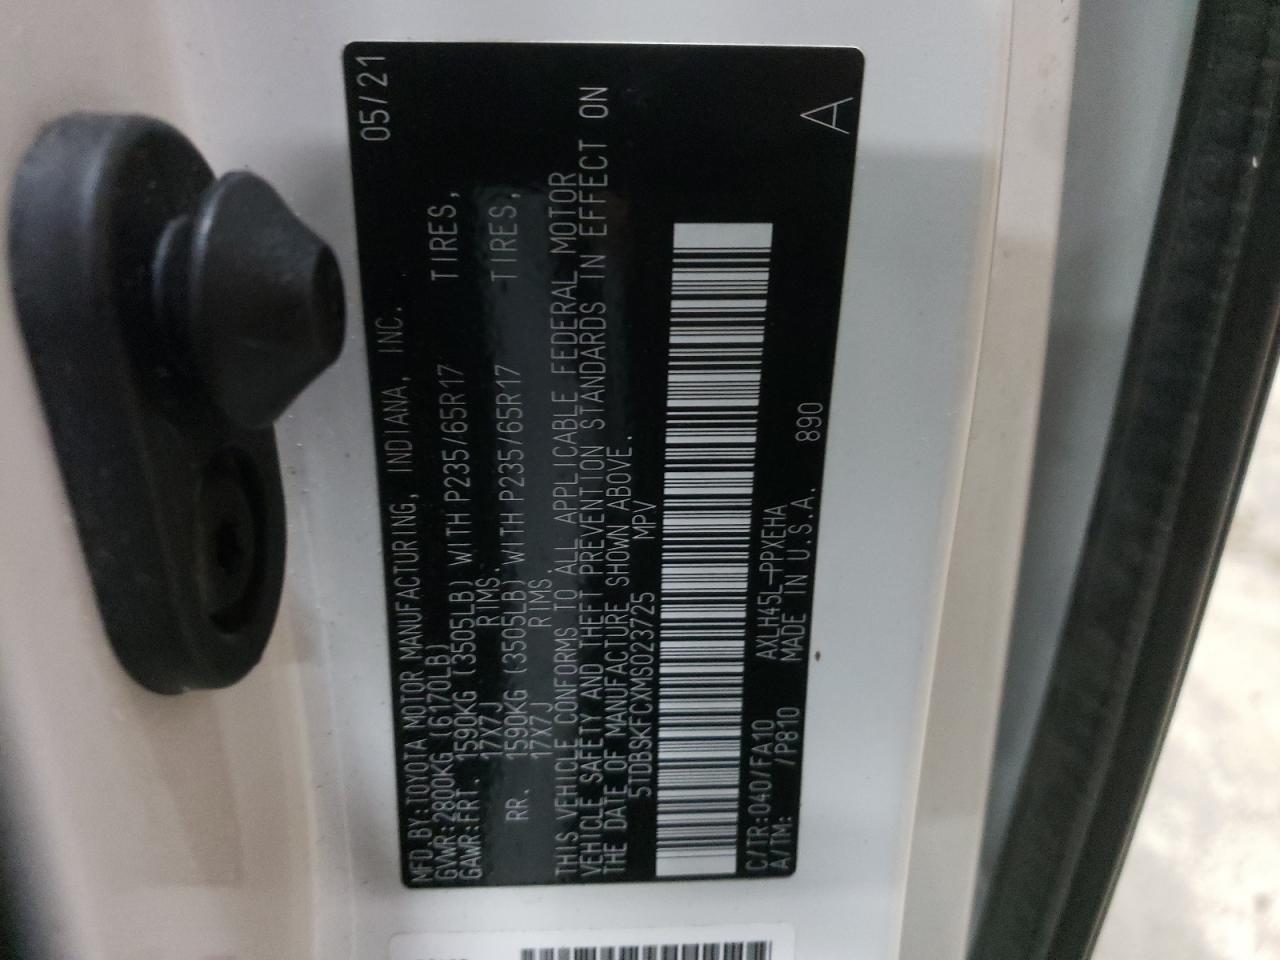 MFD.BY:TOYOTA MOTOR MANUFACTURING, INDIANA, INC. 05/21
GVWR:2800KG (6170LB)
GAWR:FRT. 1590KG (3505LB) WITH P235/65R17 TIRES,
17X7J RIMS.
RR. 1590KG (3505LB) WITH P235/65R17 TIRES,
17X7J RIMS.
THIS VEHICLE CONFORMS TO ALL APPLICABLE FEDERAL MOTOR
VEHICLE SAFETY AND THEFT PREVENTION STANDARDS IN EFFECT ON
THE DATE OF MANUFACTURE SHOWN ABOVE.
5TDBSKFCXMS023725 MPV
C/TR:040/FA10 AXLH45L-PPXEHA
A/TM: /P810 MADE IN U.S.A. 890
A